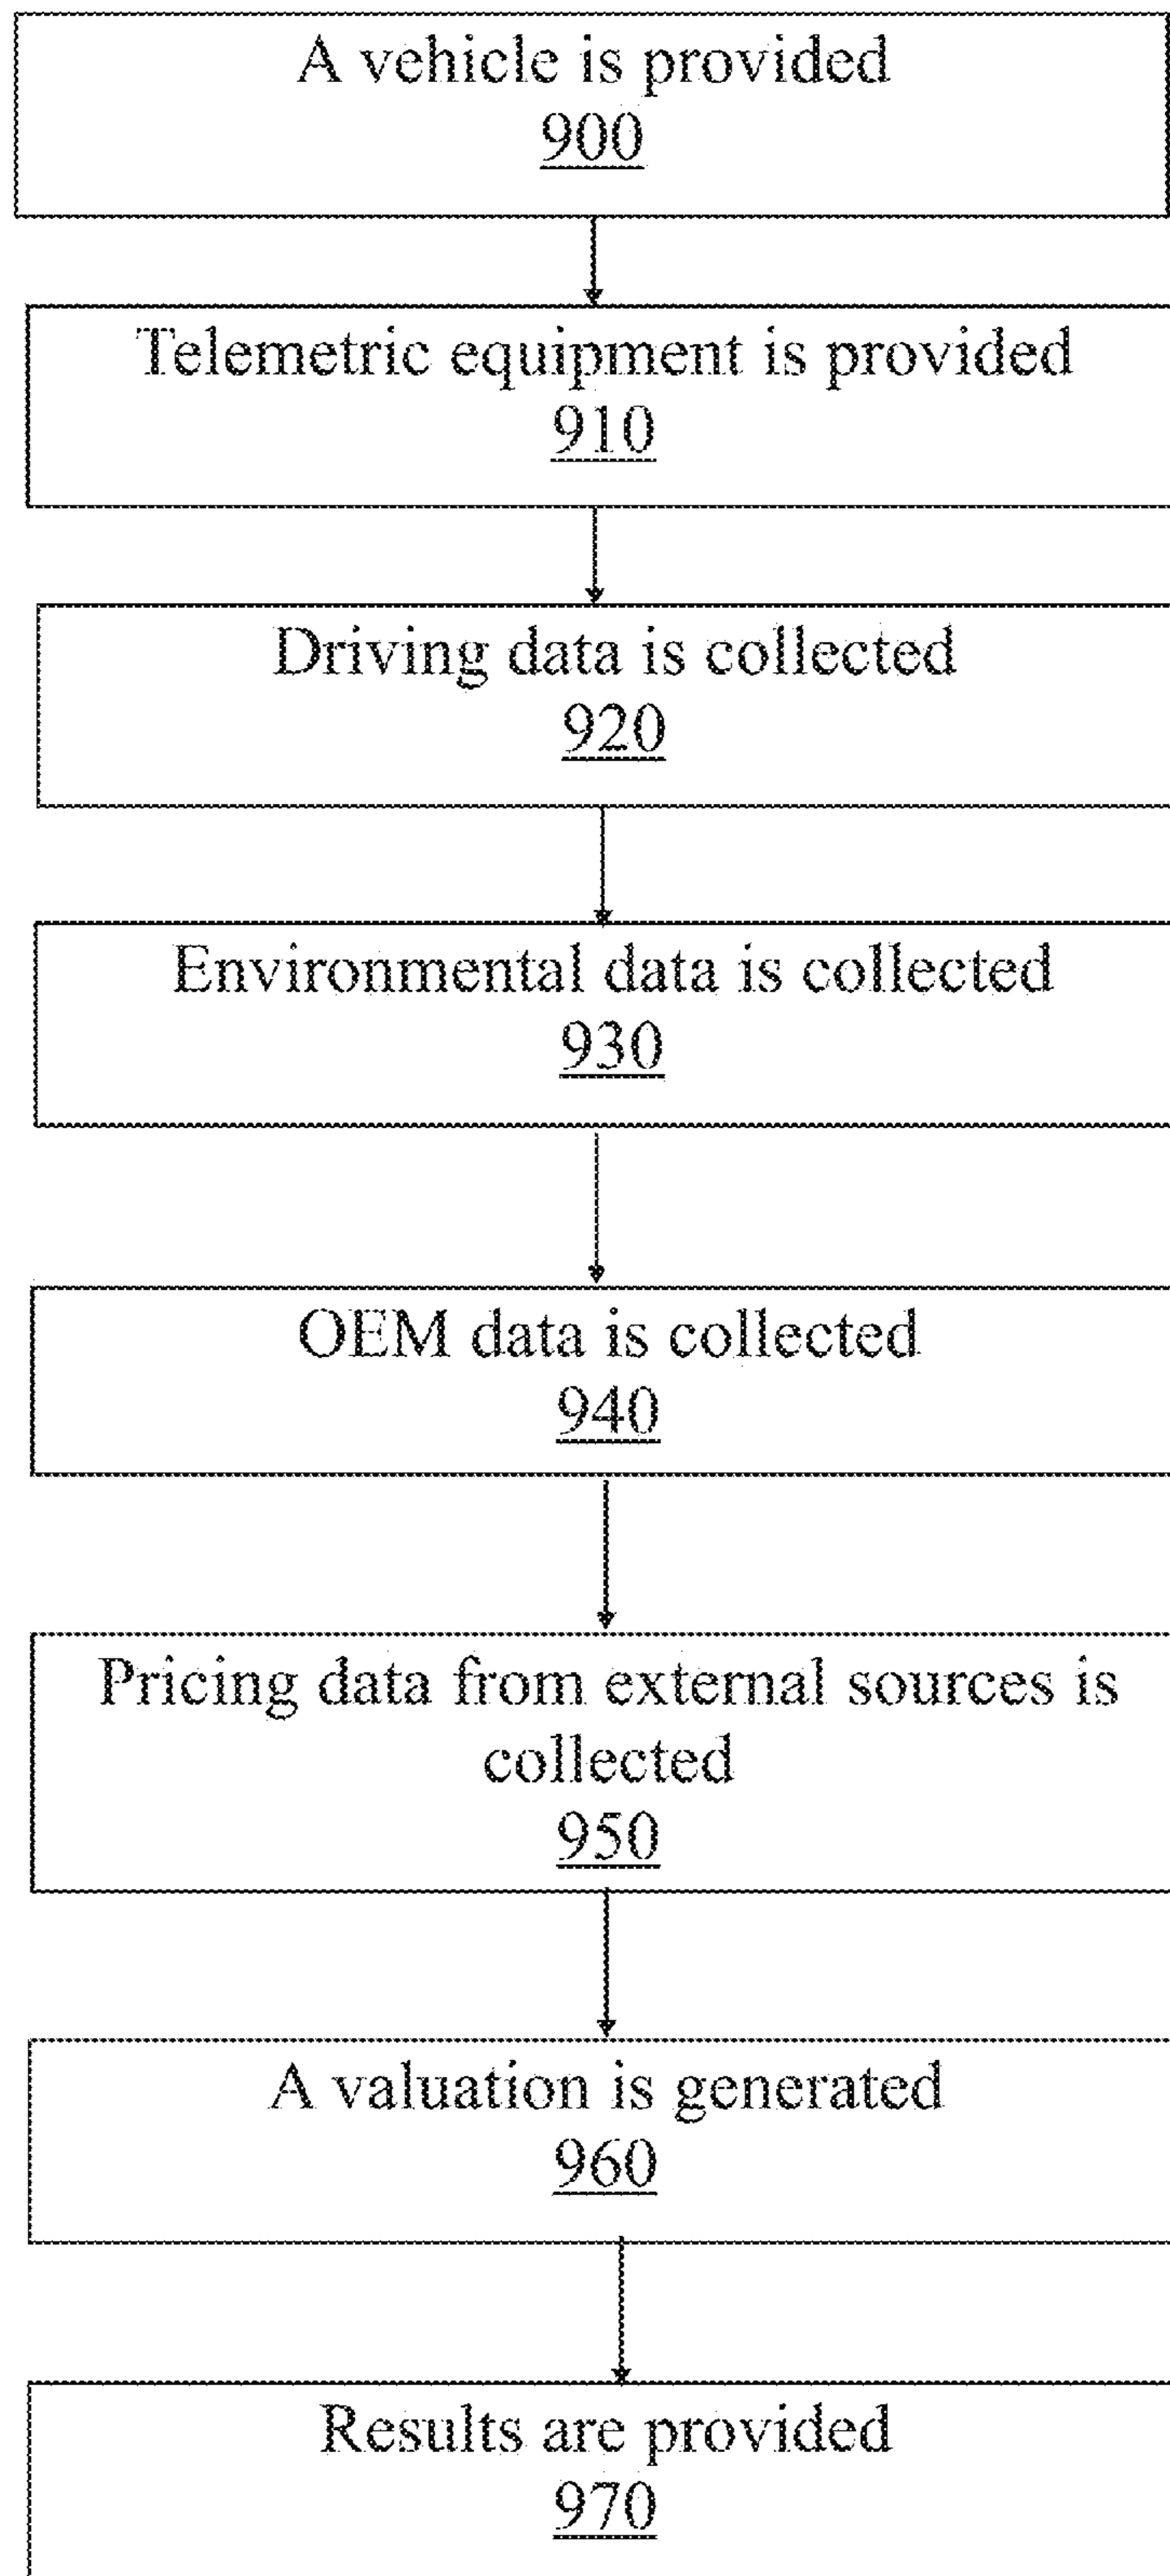 A vehicle is provided
900
Telemetric equipment is provided
910
Driving data is collected
920
Environmental data is collected
930
OEM data is collected
940
Pricing data from external sources is
collected
950
A valuation is generated
960
Results are provided
970